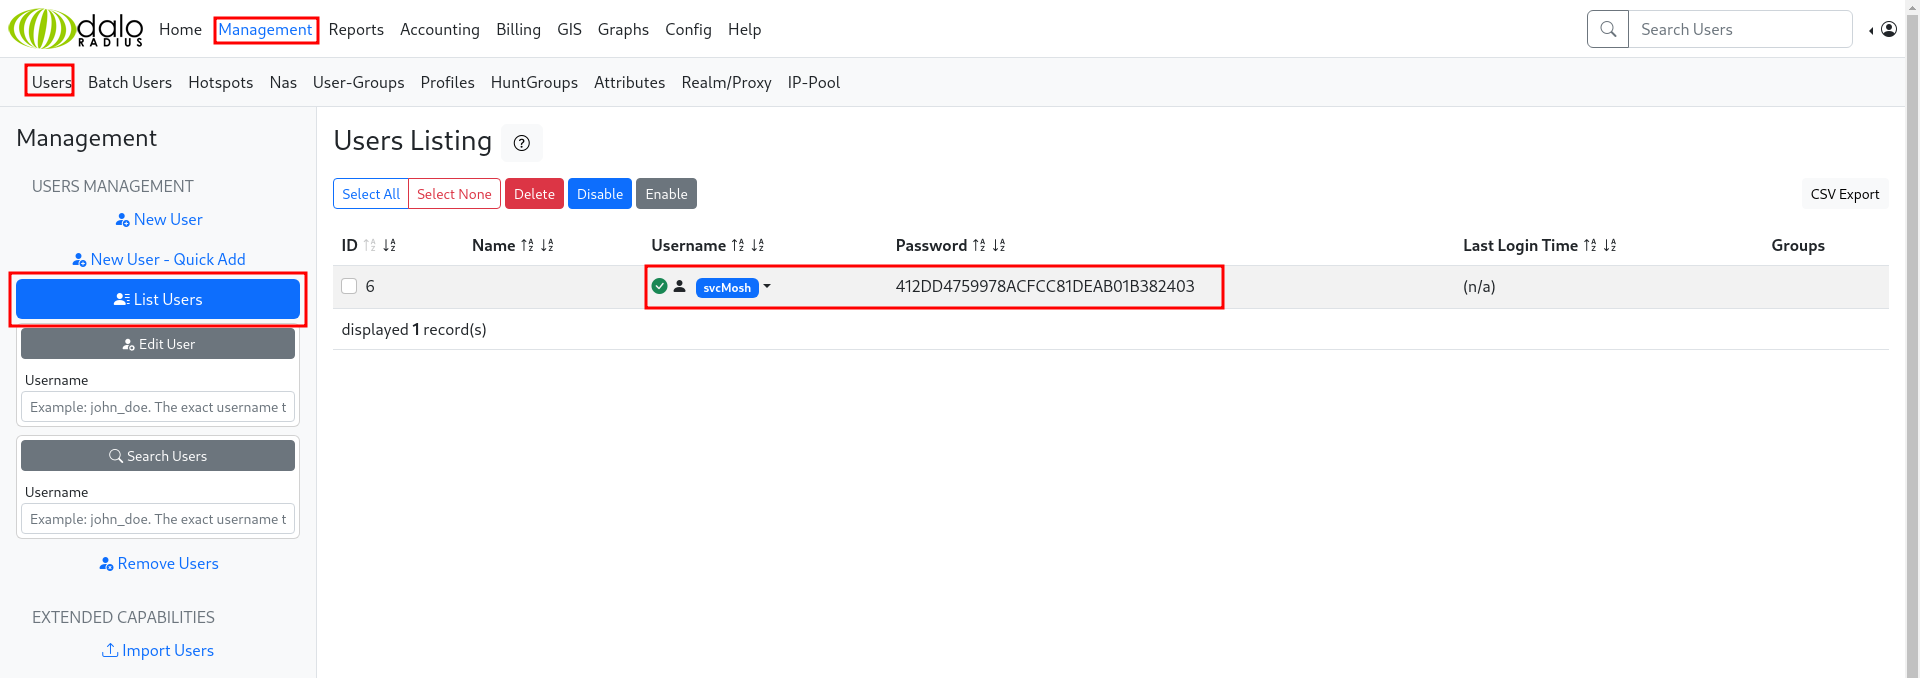 dalo RADIUS Home Management Reports Accounting Billing GIS Graphs Config Help Search Users
Users Batch Users Hotspots Nas User-Groups Profiles HuntGroups Attributes Realm/Proxy IP-Pool
Management
USERS MANAGEMENT
New User
New User - Quick Add
List Users
Edit User
Username
Example: john_doe. The exact username t
Search Users
Username
Example: john_doe. The exact username t
Remove Users
EXTENDED CAPABILITIES
Import Users
Users Listing
Select All Select None Delete Disable Enable CSV Export
ID Name Username Password Last Login Time Groups
6 svcMosh 412DD4759978ACFCC81DEAB01B382403 (n/a)
displayed 1 record(s)